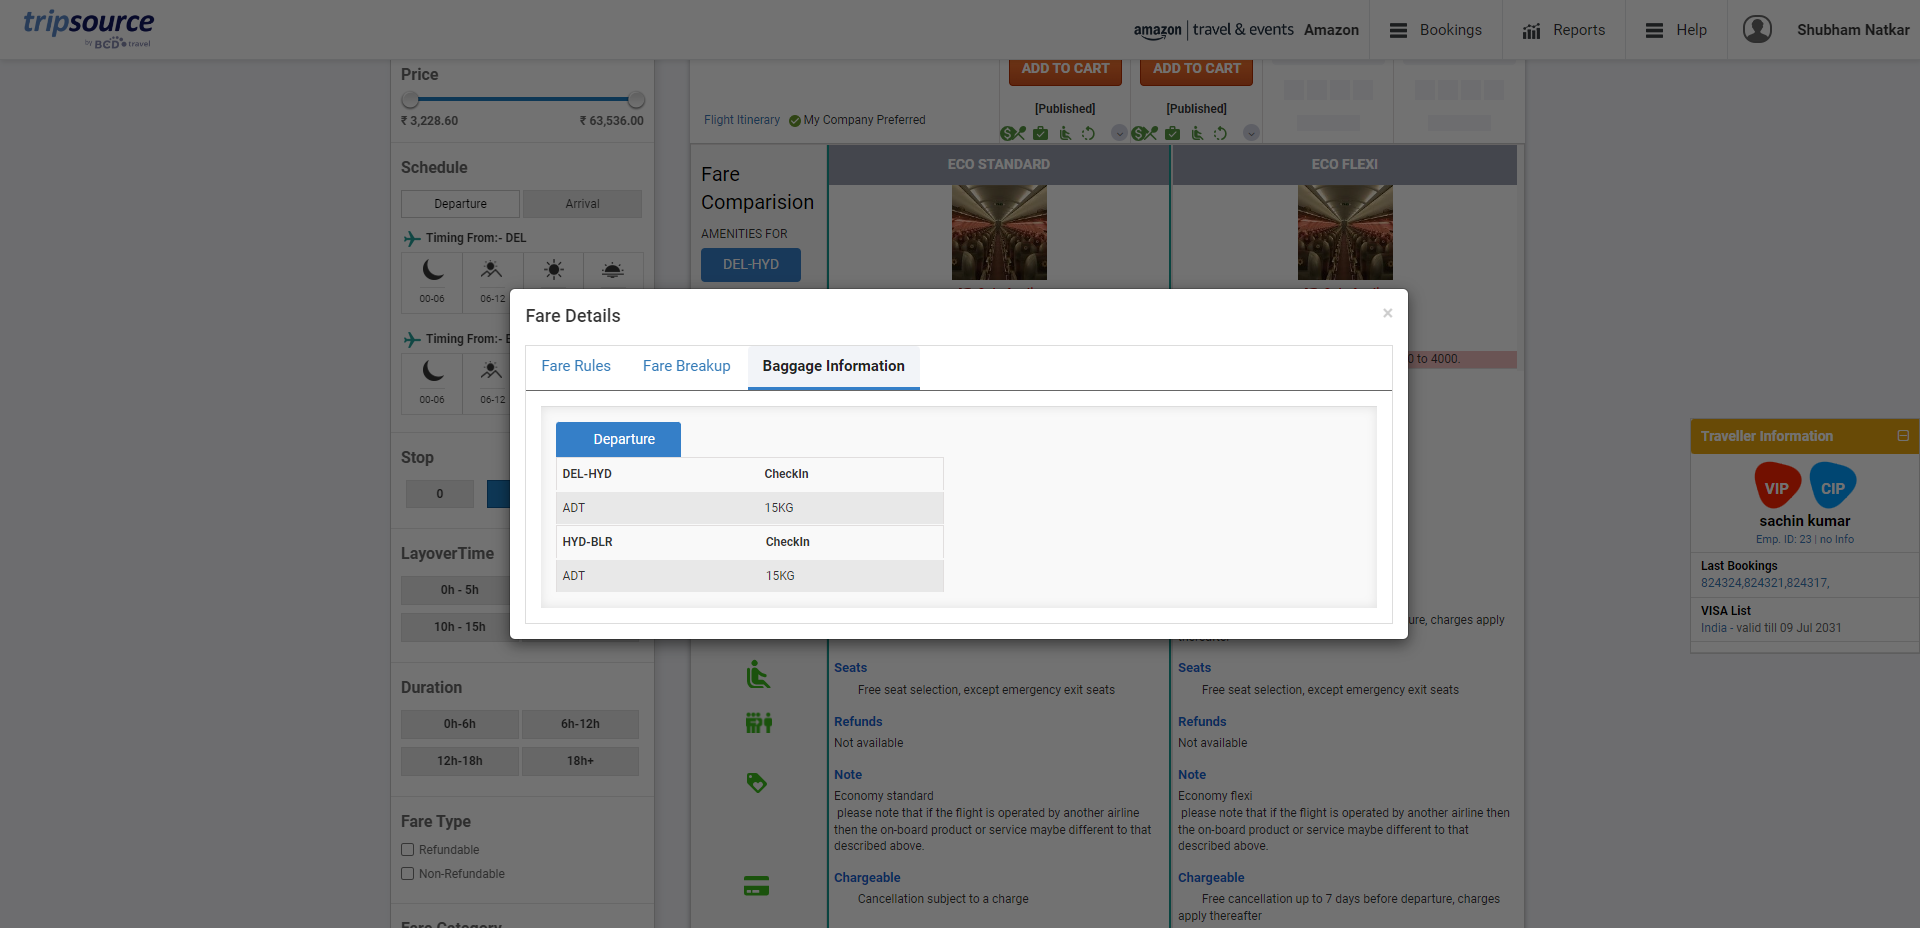 tripsource
by BCD travel
amazon | travel & events Amazon
Bookings
Reports
Help
Shubham Natkar
Price
₹ 3,228.60
₹ 63,536.00
Schedule
Departure
Arrival
Timing From:- DEL
00-06
06-12
Timing From:-
00-06
06-12
Stop
0
LayoverTime
0h - 5h
10h - 15h
Duration
0h-6h
6h-12h
12h-18h
18h+
Fare Type
Refundable
Non-Refundable
Fare Category
ADD TO CART
ADD TO CART
[Published]
[Published]
Flight Itinerary
My Company Preferred
Fare
Comparision
AMENITIES FOR
DEL-HYD
ECO STANDARD
ECO FLEXI
0 to 4000.
Fare Details
×
Fare Rules
Fare Breakup
Baggage Information
Departure
DEL-HYD CheckIn
ADT 15KG
HYD-BLR CheckIn
ADT 15KG
ure, charges apply
Seats
Free seat selection, except emergency exit seats
Refunds
Not available
Note
Economy standard
please note that if the flight is operated by another airline
then the on-board product or service maybe different to that
described above.
Chargeable
Cancellation subject to a charge
Seats
Free seat selection, except emergency exit seats
Refunds
Not available
Note
Economy flexi
please note that if the flight is operated by another airline then
the on-board product or service maybe different to that
described above.
Chargeable
Free cancellation up to 7 days before departure, charges
apply thereafter
Traveller Information
VIP
CIP
sachin kumar
Emp. ID: 23 | no Info
Last Bookings
824324,824321,824317,
VISA List
India - valid till 09 Jul 2031